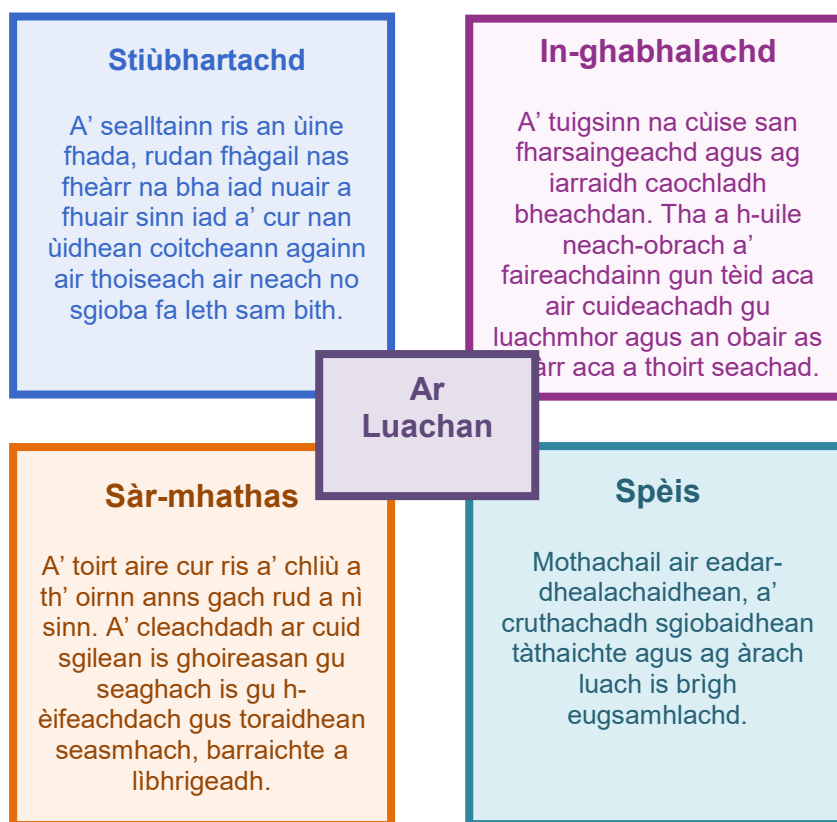 Stiùbhartachd
A’ sealltainn ris an ùine
fhada, rudan fhàgail nas
fheàrr na bha iad nuair a
fhuair sinn iad a’ cur nan
ùidhean coitcheann againn
air thoiseach air neach no
sgioba fa leth sam bith.
In-ghabhalachd
A’ tuigsinn na cùise san
fharsaingeachd agus ag
iarraidh caochladh
bheachdan. Tha a h-uile
neach-obrach a’
faireachdainn gun tèid aca
air cuideachadh gu
luachmhor agus an obair as
aca a thoirt seachad.
Ar
Luachan
Sàr-mhathas
A’ toirt aire cur ris a’ chliù a
th’ oirnn anns gach rud a nì
sinn. A’ cleachdadh ar cuid
sgilean is ghoireasan gu
seaghach is gu h-
èifeachdach gus toraidhean
seasmhach, barraichte a
lìbhrigeadh.
Spèis
Mothachail air eadar-
dhealachaidhean, a’
cruthachadh sgiobaidhean
tàthaichte agus ag àrach
luach is brìgh
eugsamhlachd.